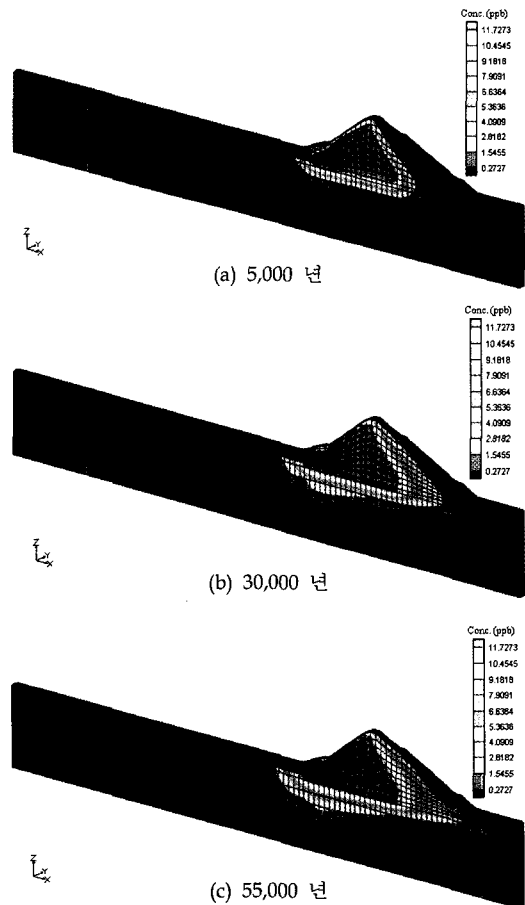 Conc. (ppb)
11.7273
10.4545
9.1818
7.9091
6.6364
5.3636
4.0909
2.8182
1.5455
0.2727
Z
Y
X
(a) 5,000 년
Conc. (ppb)
11.7273
10.4545
9.1818
7.9091
6.6364
5.3636
4.0909
2.8182
1.5455
0.2727
Z
Y
X
(b) 30,000 년
Conc. (ppb)
11.7273
10.4545
9.1818
7.9091
6.6364
5.3636
4.0909
2.8182
1.5455
0.2727
Z
Y
X
(c) 55,000 년